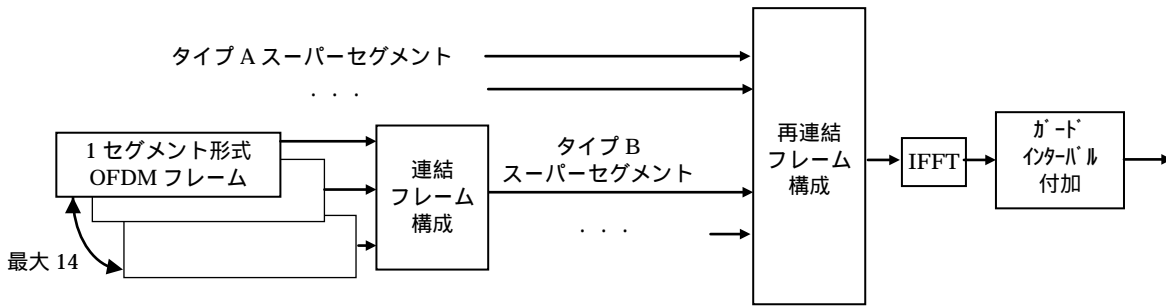 タイプ A スーパーセグメント
. . .
1 セグメント形式
OFDM フレーム
最大 14
連結
フレーム
構成
タイプ B
スーパーセグメント
. . .
再連結
フレーム
構成
IFFT
ｶﾞｰﾄﾞ
ｲﾝﾀｰﾊﾞﾙ
付加